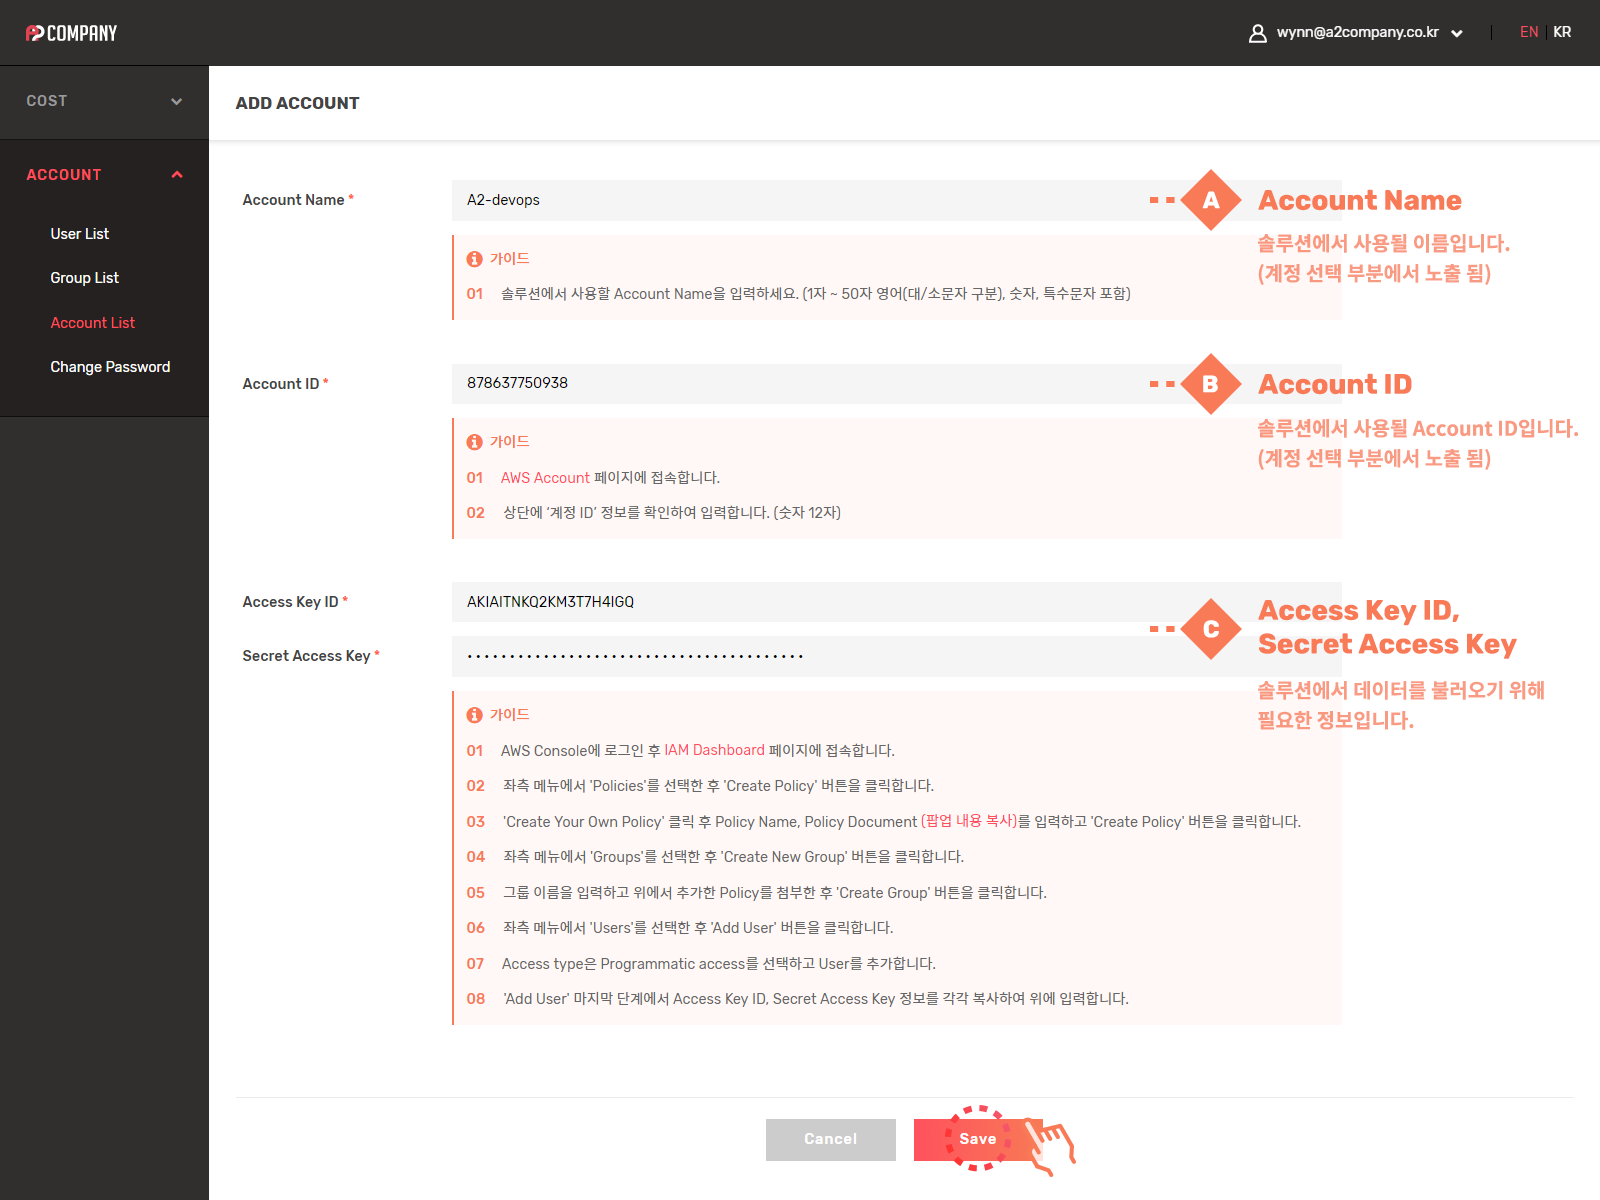 A2 COMPANY
wynn@a2company.co.kr
EN | KR
COST
ACCOUNT
User List
Group List
Account List
Change Password
ADD ACCOUNT
Account Name *
A2-devops
A
Account Name
솔루션에서 사용될 이름입니다.
(계정 선택 부분에서 노출 됨)
가이드
01 솔루션에서 사용할 Account Name을 입력하세요. (1자 ~ 50자 영어(대/소문자 구분), 숫자, 특수문자 포함)
Account ID *
878637750938
B
Account ID
솔루션에서 사용될 Account ID입니다.
(계정 선택 부분에서 노출 됨)
가이드
01 AWS Account 페이지에 접속합니다.
02 상단에 ‘계정 ID’ 정보를 확인하여 입력합니다. (숫자 12자)
Access Key ID *
AKIAITNKQ2KM3T7H4IGQ
Secret Access Key *
••••••••••••••••••••••••••••••••••••••••
C
Access Key ID,
Secret Access Key
솔루션에서 데이터를 불러오기 위해
필요한 정보입니다.
가이드
01 AWS Console에 로그인 후 IAM Dashboard 페이지에 접속합니다.
02 좌측 메뉴에서 'Policies'를 선택한 후 'Create Policy' 버튼을 클릭합니다.
03 'Create Your Own Policy' 클릭 후 Policy Name, Policy Document (팝업 내용 복사)를 입력하고 'Create Policy' 버튼을 클릭합니다.
04 좌측 메뉴에서 'Groups'를 선택한 후 'Create New Group' 버튼을 클릭합니다.
05 그룹 이름을 입력하고 위에서 추가한 Policy를 첨부한 후 'Create Group' 버튼을 클릭합니다.
06 좌측 메뉴에서 'Users'를 선택한 후 'Add User' 버튼을 클릭합니다.
07 Access type은 Programmatic access를 선택하고 User를 추가합니다.
08 'Add User' 마지막 단계에서 Access Key ID, Secret Access Key 정보를 각각 복사하여 위에 입력합니다.
Cancel
Save